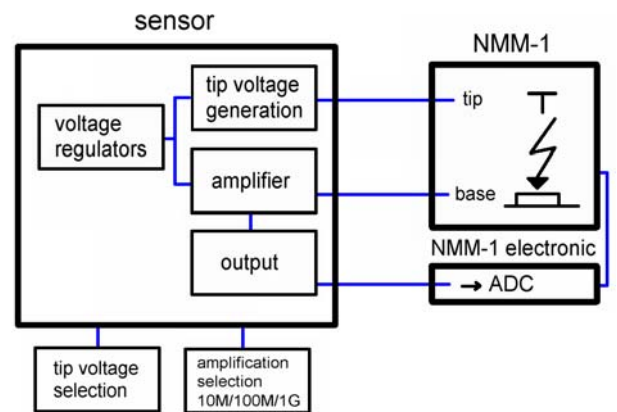 sensor
NMM-1
tip voltage
generation
voltage
regulators
tip
amplifier
base
output
NMM-1 electronic
→ ADC
tip voltage
selection
amplification
selection
10M/100M/1G